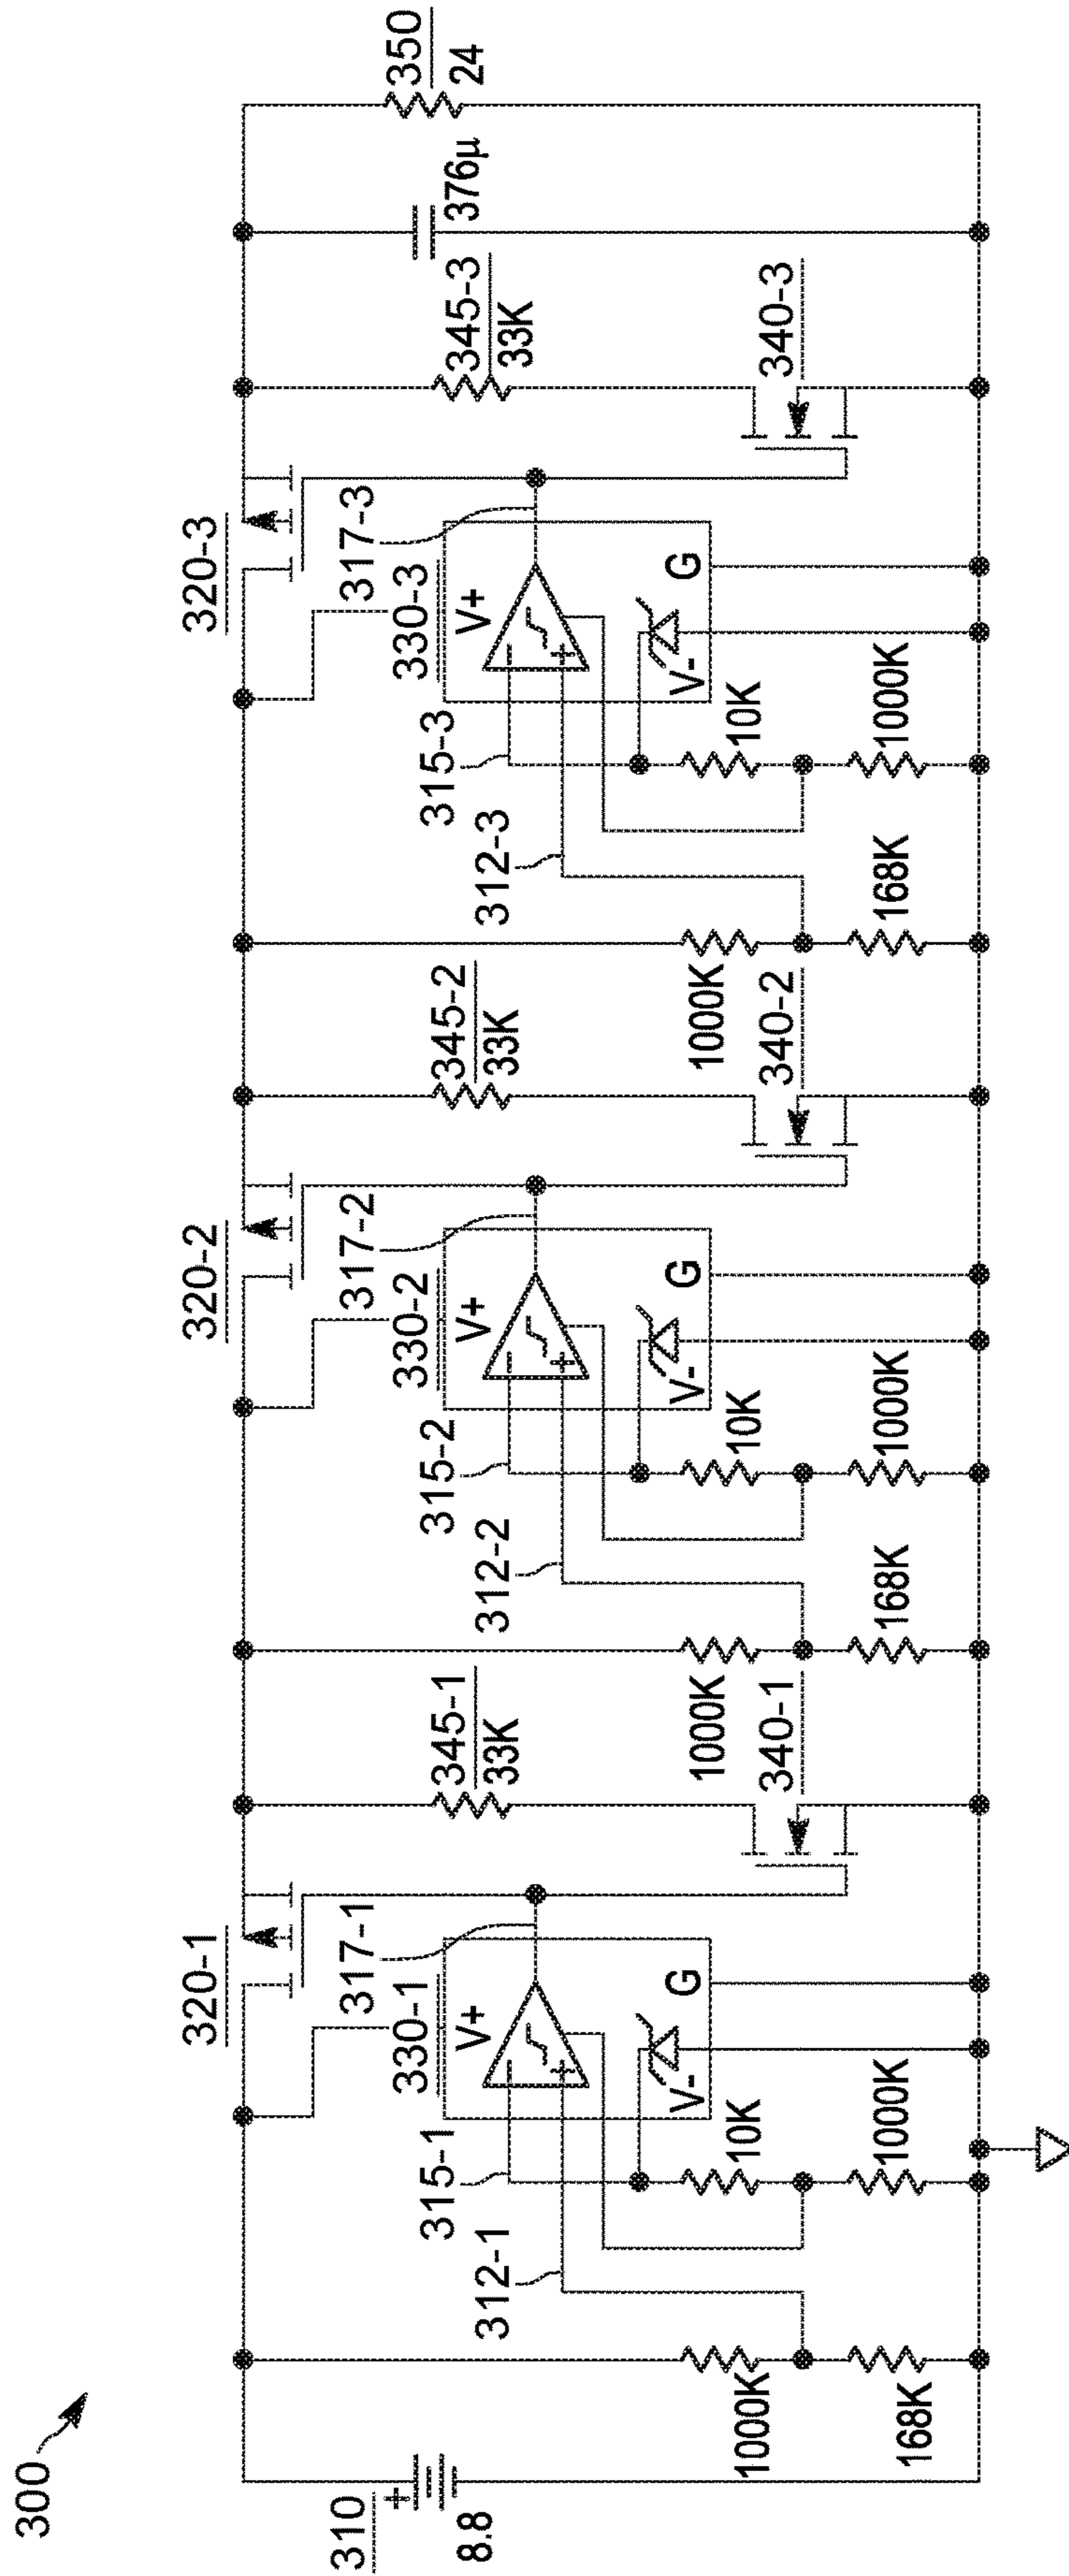 300
310
+
8.8
1000K
168K
312-1
315-1
10K
1000K
320-1
317-1
330-1
V+
-
+
V-
G
345-1
33K
340-1
1000K
168K
312-2
315-2
10K
1000K
320-2
317-2
330-2
V+
-
+
V-
G
345-2
33K
340-2
1000K
168K
312-3
315-3
10K
1000K
320-3
317-3
330-3
V+
-
+
V-
G
345-3
33K
340-3
376µ
350
24